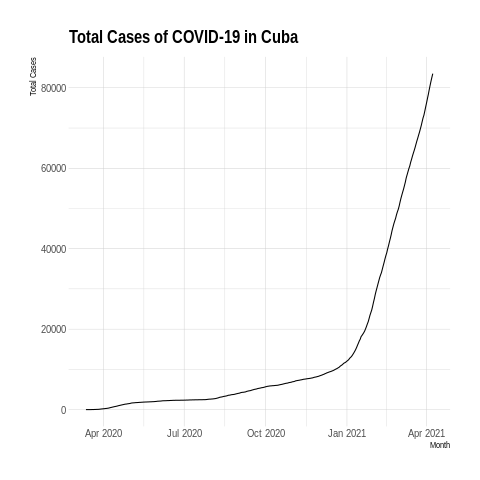 Total Cases of COVID-19 in Cuba
Total Cases
80000
60000
40000
20000
0
Apr 2020 Jul 2020 Oct 2020 Jan 2021 Apr 2021
Month